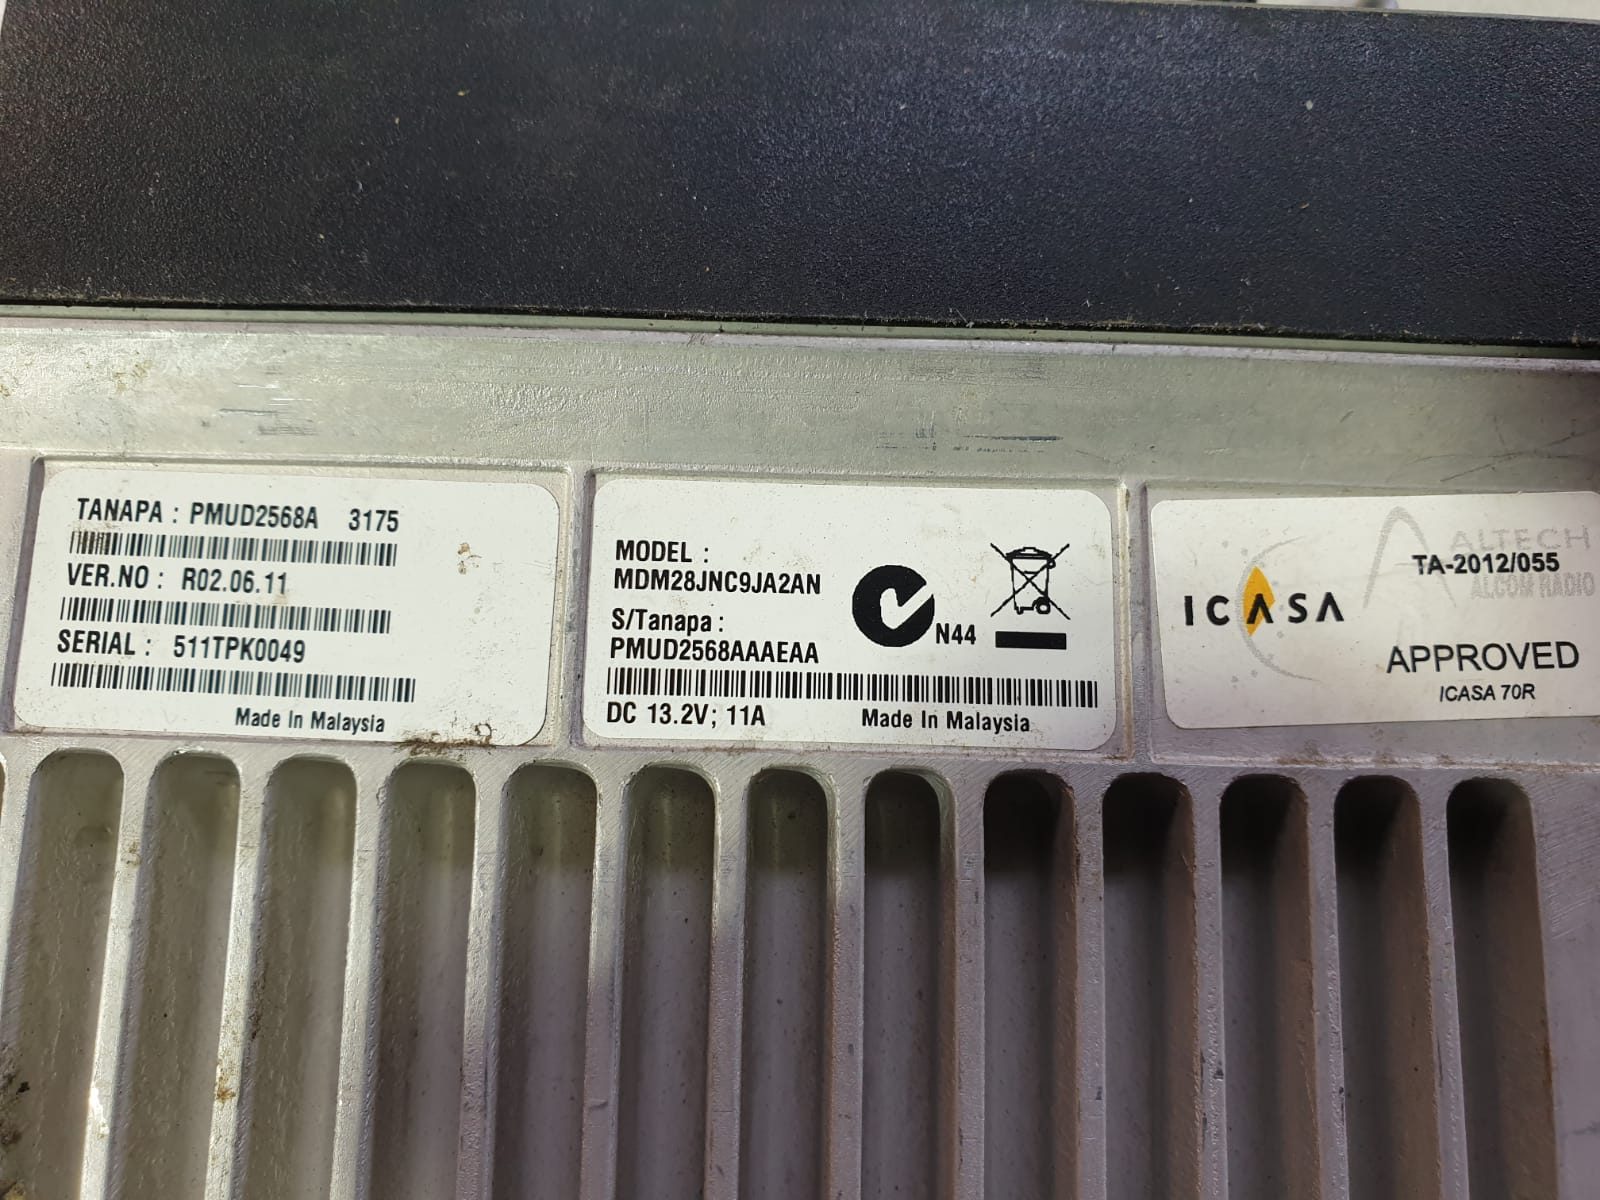 TANAPA : PMUD2568A 3175
VER.NO : R02.06.11
SERIAL : 511TPK0049
Made In Malaysia
MODEL :
MDM28JNC9JA2AN
S/Tanapa :
PMUD2568AAAEAA
DC 13.2V; 11A
Made In Malaysia
N44
ICASA
ALTECH
TA-2012/055
ALCOM RADIO
APPROVED
ICASA 70R